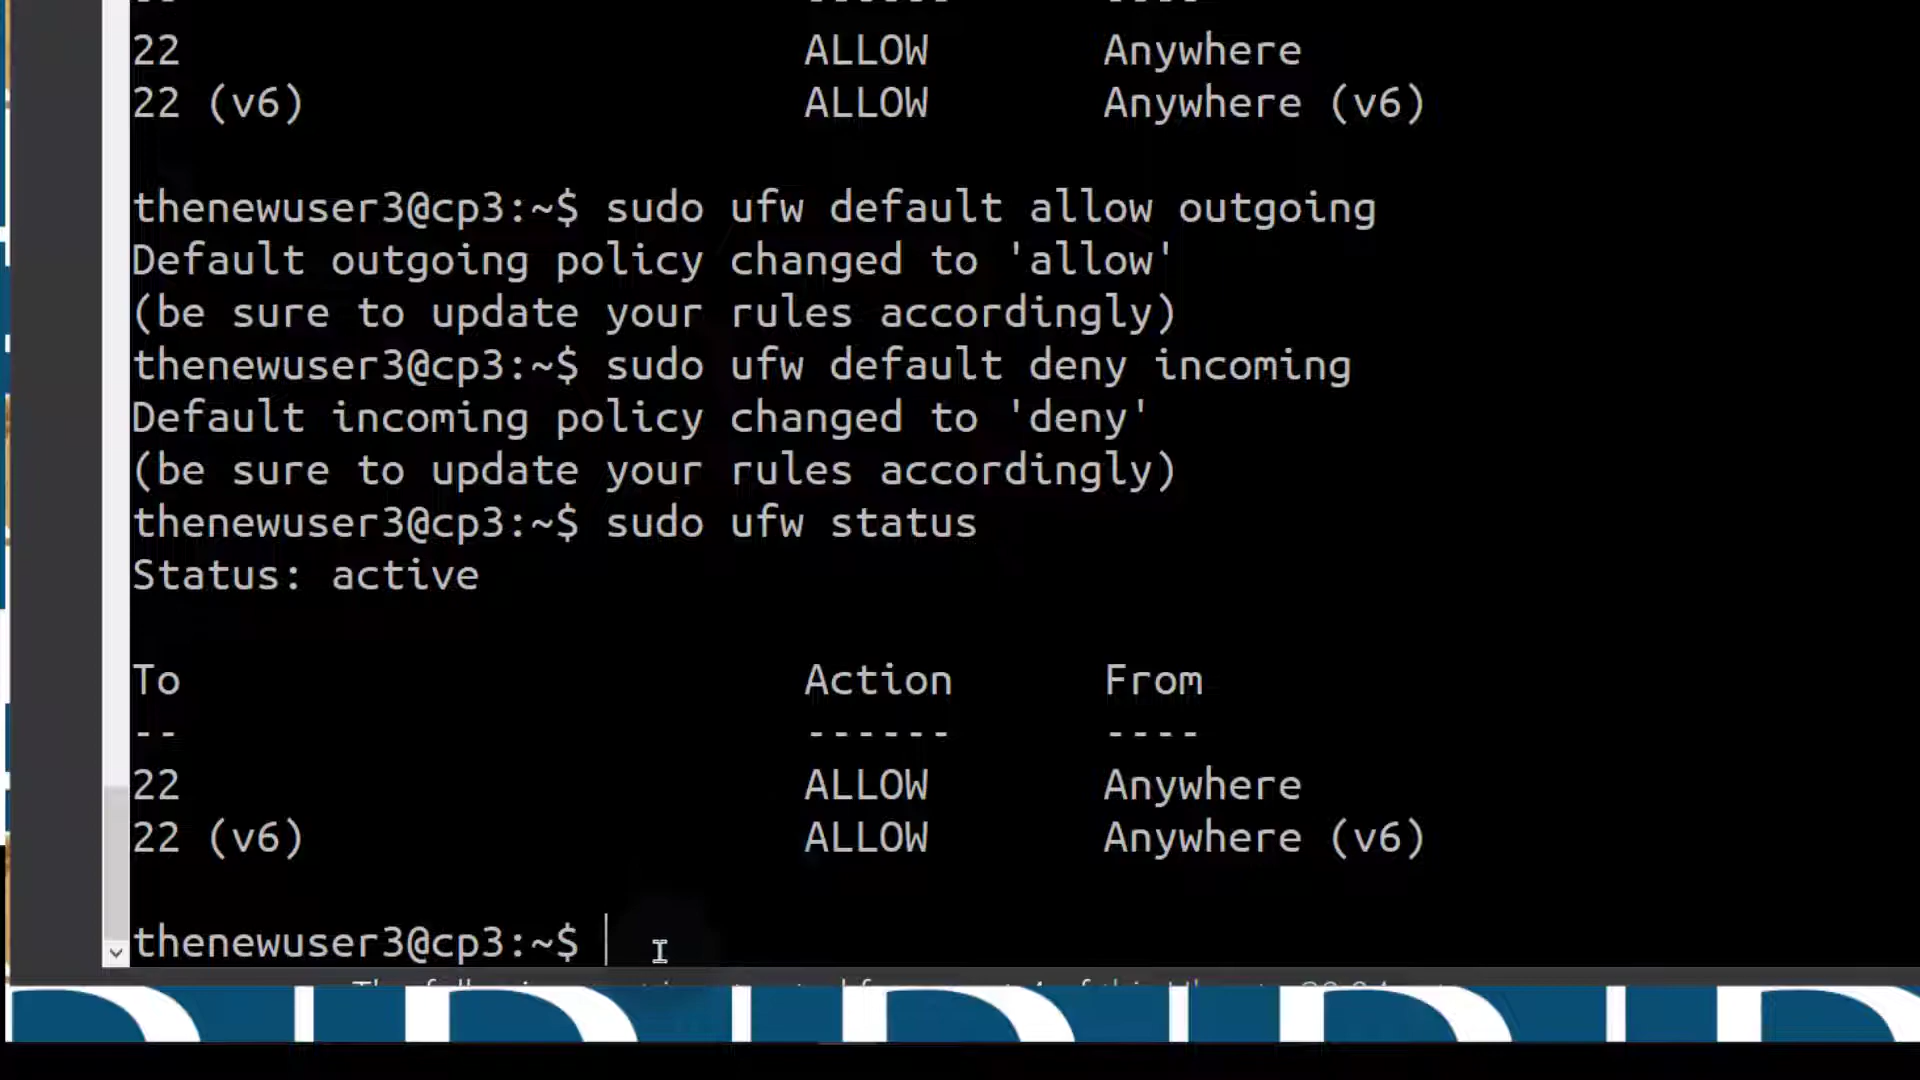 -- ------ ----
22 ALLOW Anywhere
22 (v6) ALLOW Anywhere (v6)
thenewuser3@cp3:~$ sudo ufw default allow outgoing
Default outgoing policy changed to 'allow'
(be sure to update your rules accordingly)
thenewuser3@cp3:~$ sudo ufw default deny incoming
Default incoming policy changed to 'deny'
(be sure to update your rules accordingly)
thenewuser3@cp3:~$ sudo ufw status
Status: active
To Action From
-- ------ ----
22 ALLOW Anywhere
22 (v6) ALLOW Anywhere (v6)
thenewuser3@cp3:~$